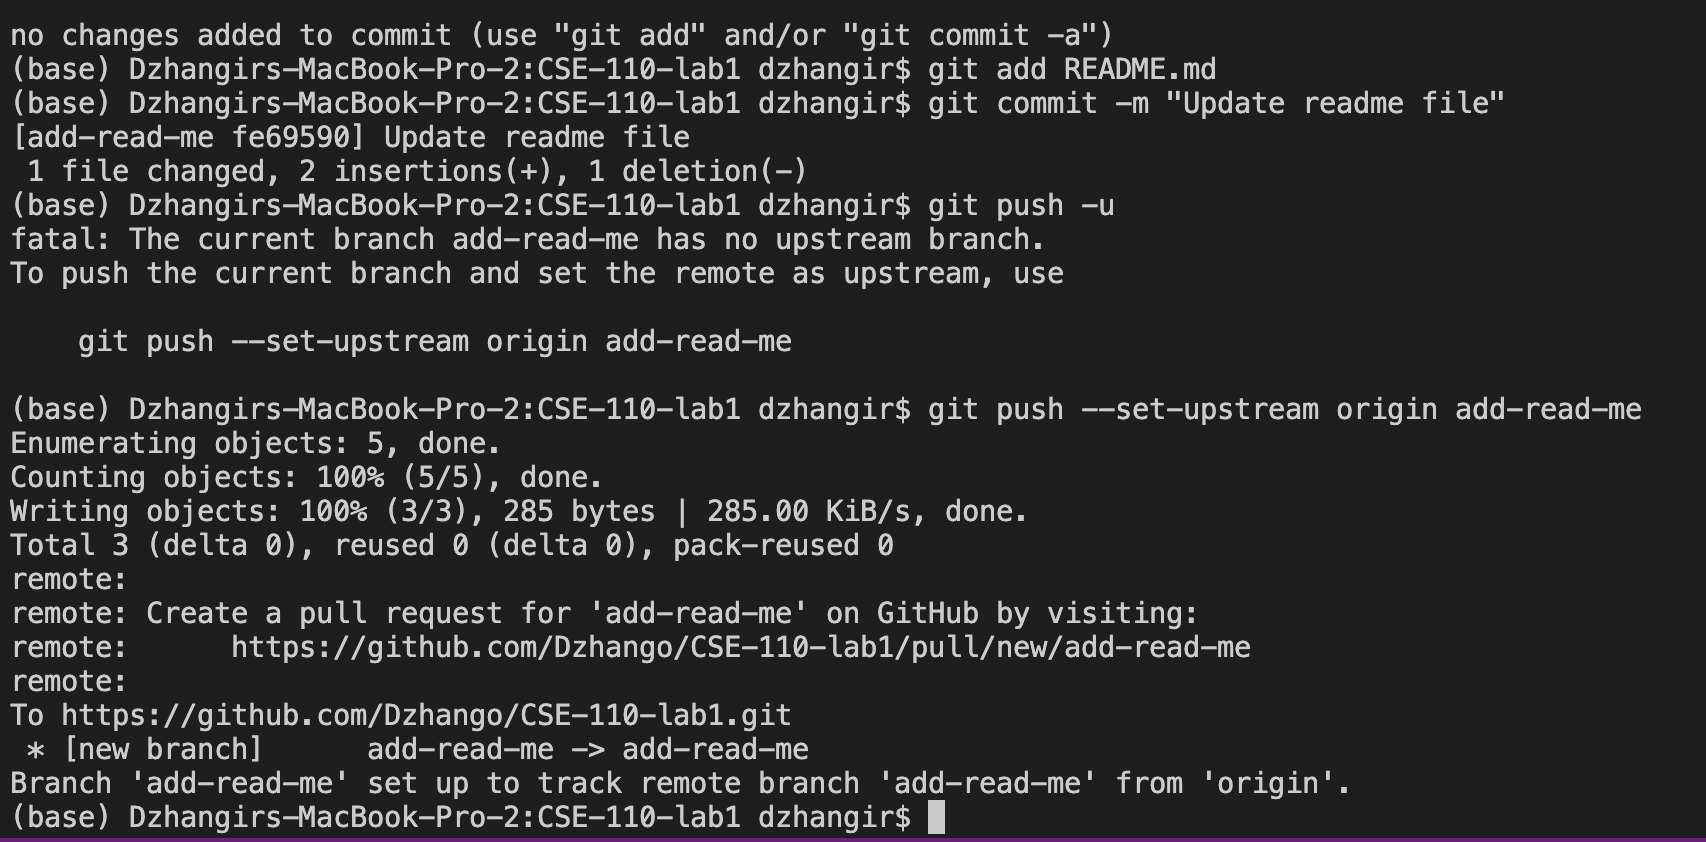 no changes added to commit (use "git add" and/or "git commit -a")
(base) Dzhangirs-MacBook-Pro-2:CSE-110-lab1 dzhangir$ git add README.md
(base) Dzhangirs-MacBook-Pro-2:CSE-110-lab1 dzhangir$ git commit -m "Update readme file"
[add-read-me fe69590] Update readme file
 1 file changed, 2 insertions(+), 1 deletion(-)
(base) Dzhangirs-MacBook-Pro-2:CSE-110-lab1 dzhangir$ git push -u
fatal: The current branch add-read-me has no upstream branch.
To push the current branch and set the remote as upstream, use

    git push --set-upstream origin add-read-me

(base) Dzhangirs-MacBook-Pro-2:CSE-110-lab1 dzhangir$ git push --set-upstream origin add-read-me
Enumerating objects: 5, done.
Counting objects: 100% (5/5), done.
Writing objects: 100% (3/3), 285 bytes | 285.00 KiB/s, done.
Total 3 (delta 0), reused 0 (delta 0), pack-reused 0
remote:
remote: Create a pull request for 'add-read-me' on GitHub by visiting:
remote:      https://github.com/Dzhango/CSE-110-lab1/pull/new/add-read-me
remote:
To https://github.com/Dzhango/CSE-110-lab1.git
 * [new branch]      add-read-me -> add-read-me
Branch 'add-read-me' set up to track remote branch 'add-read-me' from 'origin'.
(base) Dzhangirs-MacBook-Pro-2:CSE-110-lab1 dzhangir$